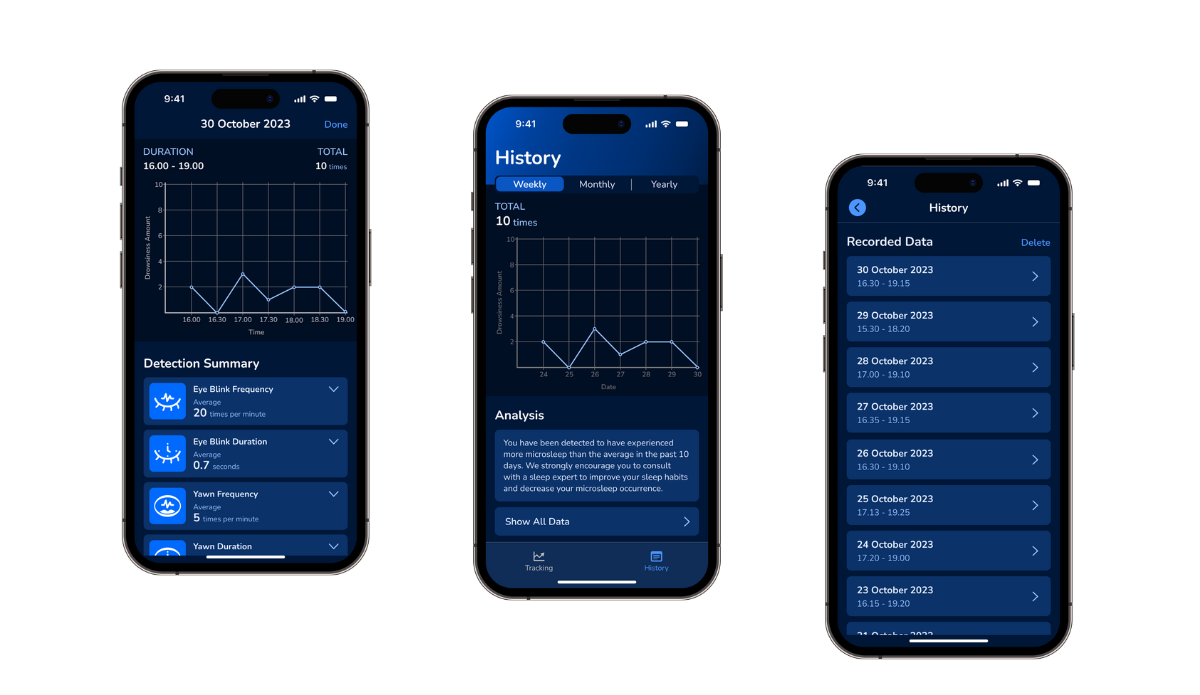 9:41
30 October 2023
Done
DURATION
TOTAL
16.00 - 19.00
10 times
10
8
6
4
2
Drowsiness Amount
16.00 16.30 17.00 17.30 18.00 18.30 19.00
Time
Detection Summary
Eye Blink Frequency
Average
20 times per minute
Eye Blink Duration
Average
0.7 seconds
Yawn Frequency
Average
5 times per minute
Yawn Duration
9:41
History
Weekly
Monthly
Yearly
TOTAL
10 times
10
8
6
4
2
Drowsiness Amount
24 25 26 27 28 29 30
Date
Analysis
You have been detected to have experienced
more microsleep than the average in the past 10
days. We strongly encourage you to consult
with a sleep expert to improve your sleep habits
and decrease your microsleep occurrence.
Show All Data
Tracking
History
9:41
History
Recorded Data
Delete
30 October 2023
16.30 - 19.15
29 October 2023
15.30 - 18.20
28 October 2023
17.00 - 19.10
27 October 2023
16.35 - 19.15
26 October 2023
16.30 - 19.10
25 October 2023
17.13 - 19.25
24 October 2023
17.20 - 19.00
23 October 2023
16.15 - 19.20
21 October 2023